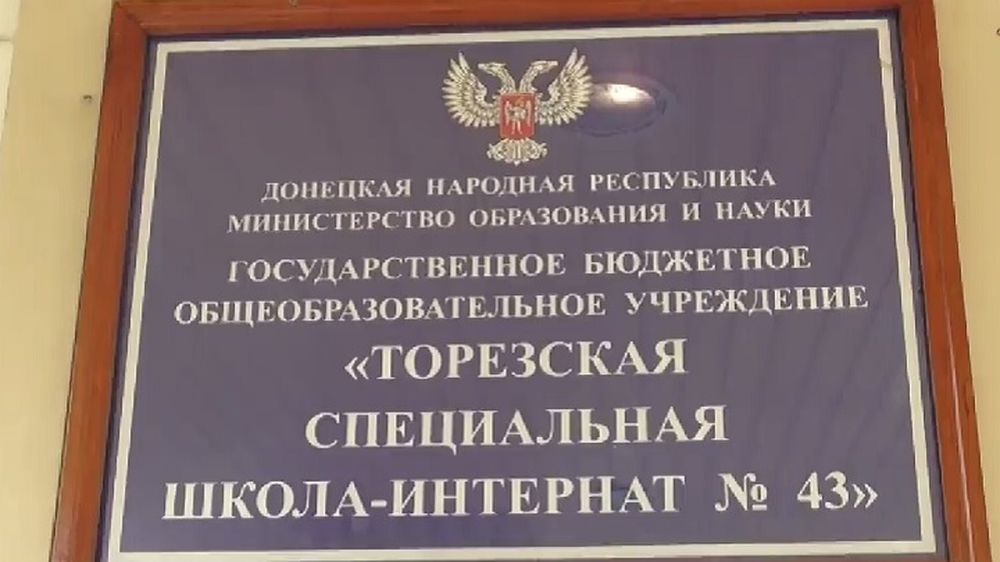 ДОНЕЦКАЯ НАРОДНАЯ РЕСПУБЛИКА
МИНИСТЕРСТВО ОБРАЗОВАНИЯ И НАУКИ
ГОСУДАРСТВЕННОЕ БЮДЖЕТНОЕ
ОБЩЕОБРАЗОВАТЕЛЬНОЕ УЧРЕЖДЕНИЕ
«ТОРЕЗСКАЯ
СПЕЦИАЛЬНАЯ
ШКОЛА-ИНТЕРНАТ № 43»